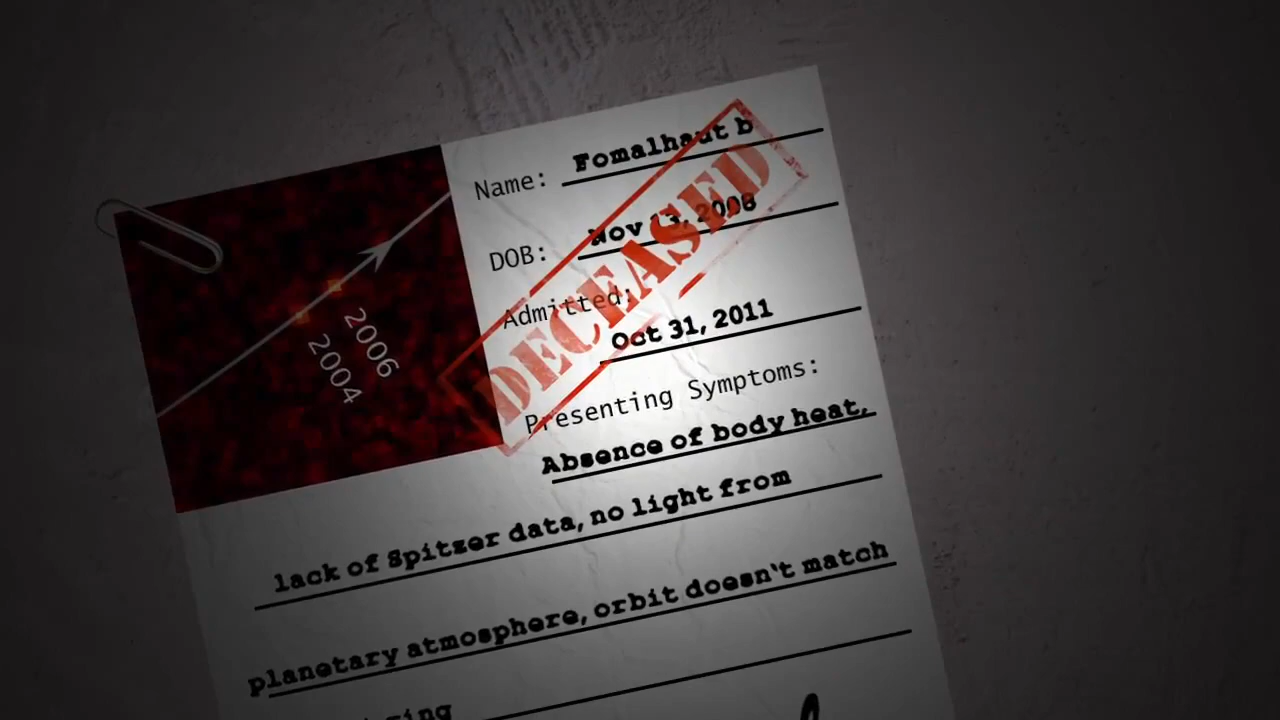 Name: Fomalhaut b
DOB: Nov 13, 2008
DECEASED
Admitted:
Oct 31, 2011
Presenting Symptoms:
Absence of body heat,
lack of Spitzer data, no light from
planetary atmosphere, orbit doesn't match
2006
2004